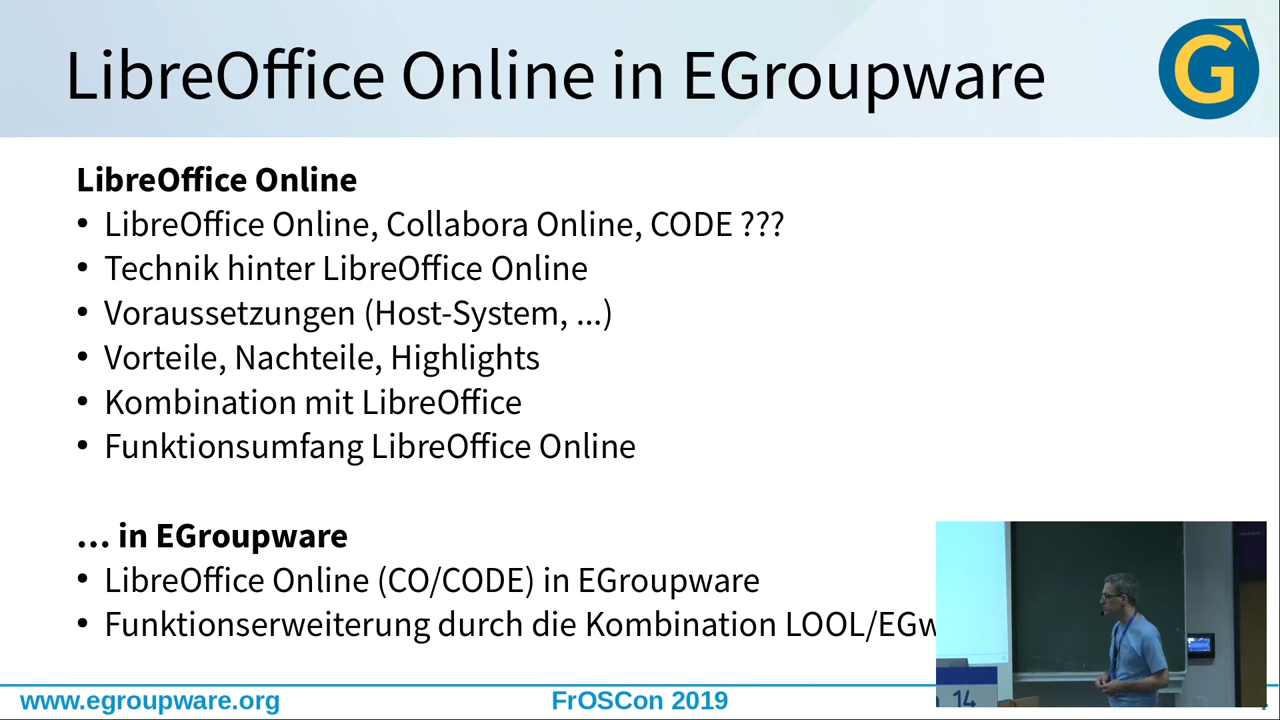 LibreOffice Online in EGroupware
G
LibreOffice Online
• LibreOffice Online, Collabora Online, CODE ???
• Technik hinter LibreOffice Online
• Voraussetzungen (Host-System, ...)
• Vorteile, Nachteile, Highlights
• Kombination mit LibreOffice
• Funktionsumfang LibreOffice Online
... in EGroupware
• LibreOffice Online (CO/CODE) in EGroupware
• Funktionserweiterung durch die Kombination LOOL/EGw
14
www.egroupware.org
FrOSCon 2019